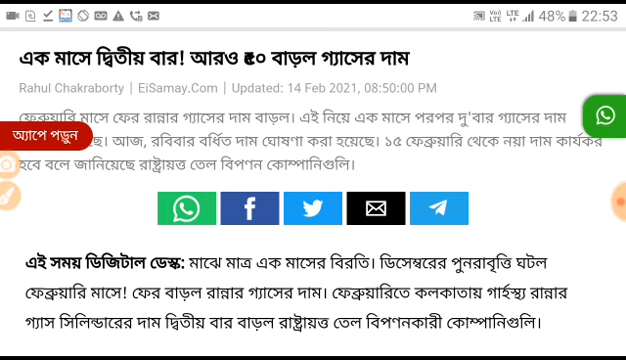 48% 22:53
এক মাসে দ্বিতীয় বার! আরও ₹৫০ বাড়ল গ্যাসের দাম
Rahul Chakraborty | EiSamay.Com | Updated: 14 Feb 2021, 08:50:00 PM
ফেব্রুয়ারি মাসে ফের রান্নার গ্যাসের দাম বাড়ল। এই নিয়ে এক মাসে পরপর দু'বার গ্যাসের দাম
অ্যাপে পড়ুন
আজ, রবিবার বর্ধিত দাম ঘোষণা করা হয়েছে। ১৫ ফেব্রুয়ারি থেকে নয়া দাম কার্যকর
হবে বলে জানিয়েছে রাষ্ট্রায়ত্ত তেল বিপণন কোম্পানিগুলি।
এই সময় ডিজিটাল ডেস্ক: মাঝে মাত্র এক মাসের বিরতি। ডিসেম্বরের পুনরাবৃত্তি ঘটল
ফেব্রুয়ারি মাসে! ফের বাড়ল রান্নার গ্যাসের দাম। ফেব্রুয়ারিতে কলকাতায় গার্হস্থ্য রান্নার
গ্যাস সিলিন্ডারের দাম দ্বিতীয় বার বাড়ল রাষ্ট্রায়ত্ত তেল বিপণনকারী কোম্পানিগুলি।